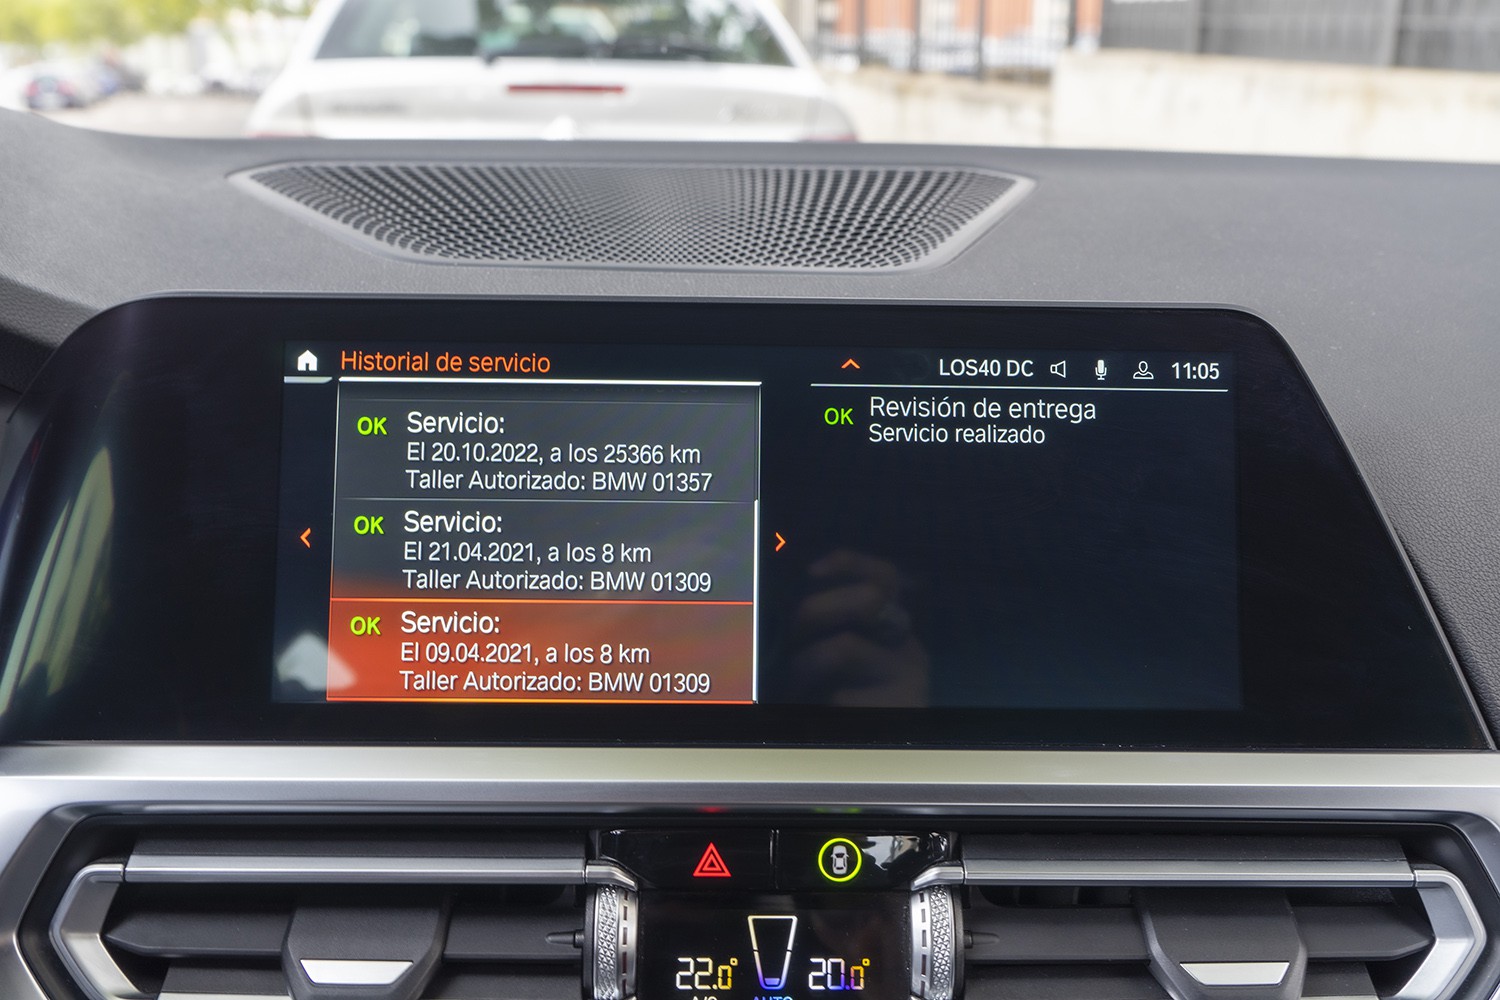 Historial de servicio
LOS40 DC
11:05
OK Servicio:
El 20.10.2022, a los 25366 km
Taller Autorizado: BMW 01357
OK Servicio:
El 21.04.2021, a los 8 km
Taller Autorizado: BMW 01309
OK Servicio:
El 09.04.2021, a los 8 km
Taller Autorizado: BMW 01309
OK Revisión de entrega
Servicio realizado
22.0°
20.0°
A/C
AUTO